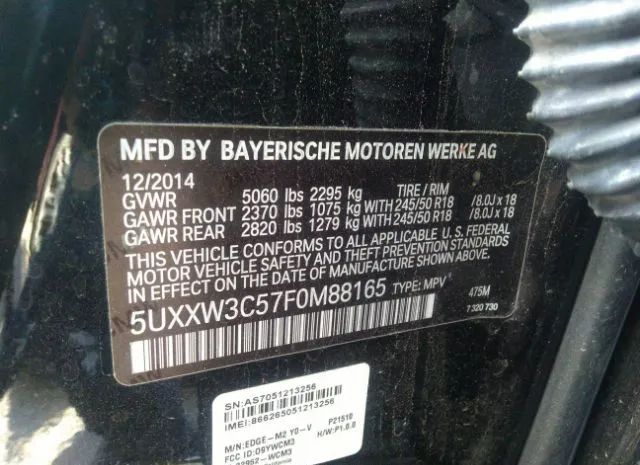 MFD BY BAYERISCHE MOTOREN WERKE AG
12/2014
GVWR 5060 lbs 2295 kg TIRE / RIM
GAWR FRONT 2370 lbs 1075 kg WITH 245/50 R18 /8.0J x 18
GAWR REAR 2820 lbs 1279 kg WITH 245/50 R18 /8.0J x 18
THIS VEHICLE CONFORMS TO ALL APPLICABLE U.S. FEDERAL
MOTOR VEHICLE SAFETY AND THEFT PREVENTION STANDARDS
IN EFFECT ON THE DATE OF MANUFACTURE SHOWN ABOVE.
5UXXW3C57F0M88165 TYPE: MPV 475M
7 320 730
SN:AS7051213256
IMEI:866265051213256
M/N:EDGE-M2 Y0-V P21510
FCC ID:O9YWCM3 H/W:P1.0.0